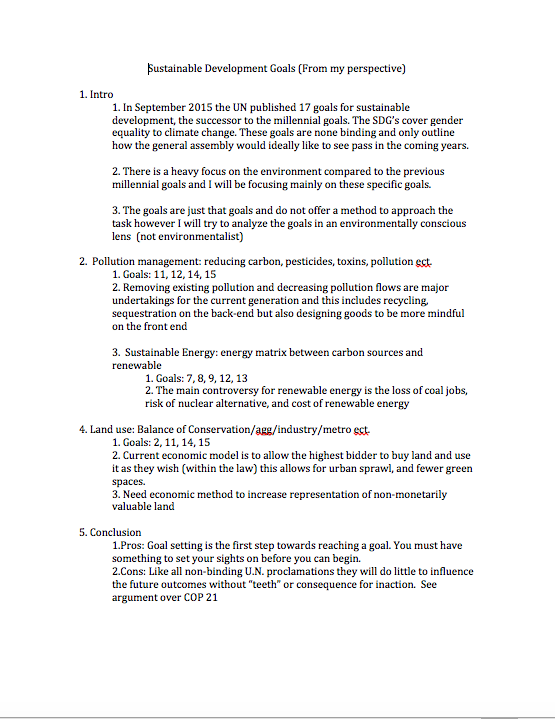 Sustainable Development Goals (From my perspective)
1. Intro
1. In September 2015 the UN published 17 goals for sustainable
development, the successor to the millennial goals. The SDG's cover gender
equality to climate change. These goals are none binding and only outline
how the general assembly would ideally like to see pass in the coming years.
2. There is a heavy focus on the environment compared to the previous
millennial goals and I will be focusing mainly on these specific goals.
3. The goals are just that goals and do not offer a method to approach the
task however I will try to analyze the goals in an environmentally conscious
lens (not environmentalist)
2. Pollution management: reducing carbon, pesticides, toxins, pollution ect.
1. Goals: 11, 12, 14, 15
2. Removing existing pollution and decreasing pollution flows are major
undertakings for the current generation and this includes recycling,
sequestration on the back-end but also designing goods to be more mindful
on the front end
3. Sustainable Energy: energy matrix between carbon sources and
renewable
1. Goals: 7, 8, 9, 12, 13
2. The main controversy for renewable energy is the loss of coal jobs,
risk of nuclear alternative, and cost of renewable energy
4. Land use: Balance of Conservation/agg/industry/metro ect.
1. Goals: 2, 11, 14, 15
2. Current economic model is to allow the highest bidder to buy land and use
it as they wish (within the law) this allows for urban sprawl, and fewer green
spaces.
3. Need economic method to increase representation of non-monetarily
valuable land
5. Conclusion
1.Pros: Goal setting is the first step towards reaching a goal. You must have
something to set your sights on before you can begin.
2.Cons: Like all non-binding U.N. proclamations they will do little to influence
the future outcomes without "teeth" or consequence for inaction. See
argument over COP 21